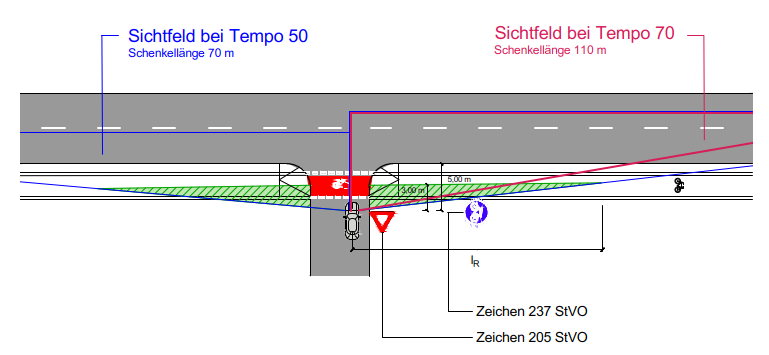 Sichtfeld bei Tempo 50
Schenkellänge 70 m
Sichtfeld bei Tempo 70
Schenkellänge 110 m
5,00 m
3,00 m
lR
Zeichen 237 StVO
Zeichen 205 StVO